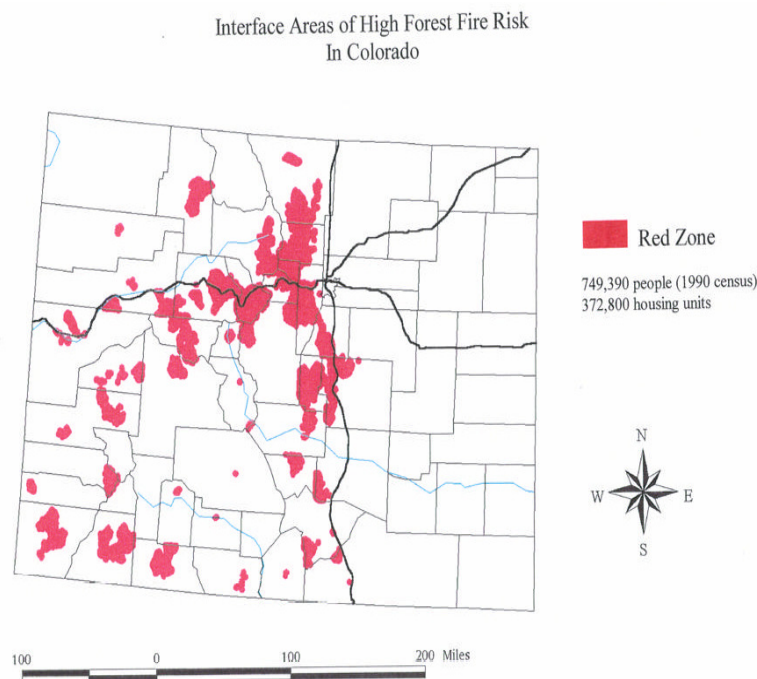 Interface Areas of High Forest Fire Risk
In Colorado
Red Zone
749,390 people (1990 census)
372,800 housing units
N
W E
S
100 0 100 200 Miles